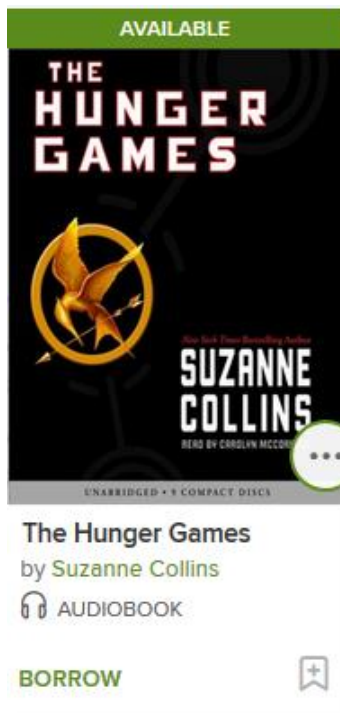 AVAILABLE
THE
HUNGER
GAMES
New York Times Bestselling Author
SUZANNE
COLLINS
READ BY CAROLYN
UNABRIDGED • 9 COMPACT DISCS
The Hunger Games
by Suzanne Collins
AUDIOBOOK
BORROW